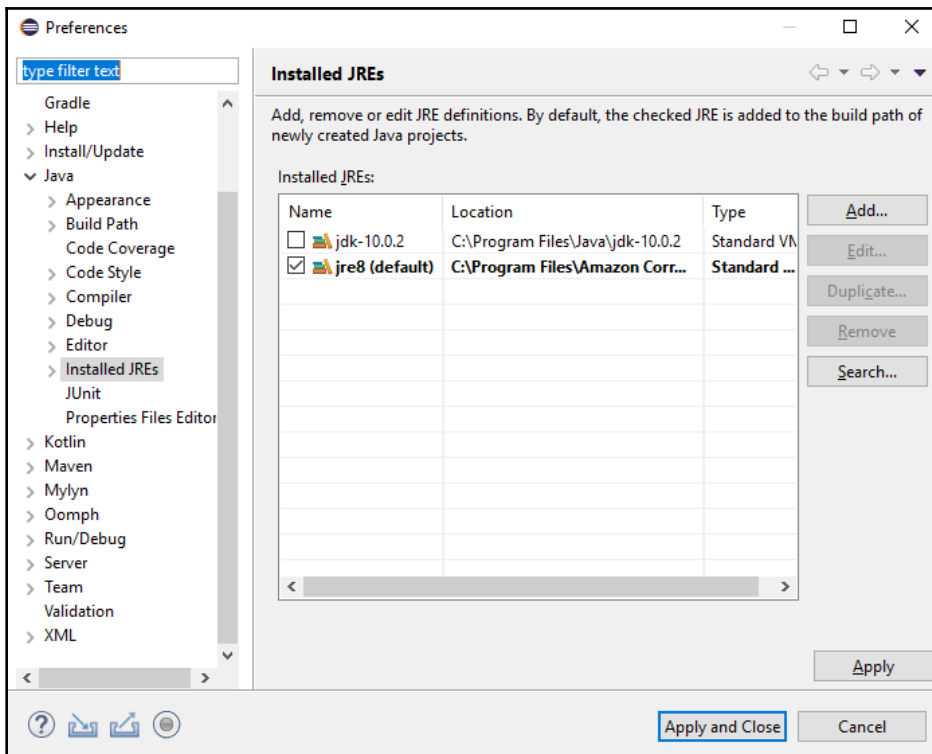 Preferences
type filter text
Gradle
Help
Install/Update
Java
Appearance
Build Path
Code Coverage
Code Style
Compiler
Debug
Editor
Installed JREs
JUnit
Properties Files Editor
Kotlin
Maven
Mylyn
Oomph
Run/Debug
Server
Team
Validation
XML
Installed JREs
Add, remove or edit JRE definitions. By default, the checked JRE is added to the build path of
newly created Java projects.
Installed JREs:
Name Location Type
jdk-10.0.2 C:\Program Files\Java\jdk-10.0.2 Standard VM
jre8 (default) C:\Program Files\Amazon Corr... Standard ...
Add...
Edit...
Duplicate...
Remove
Search...
Apply
Apply and Close Cancel